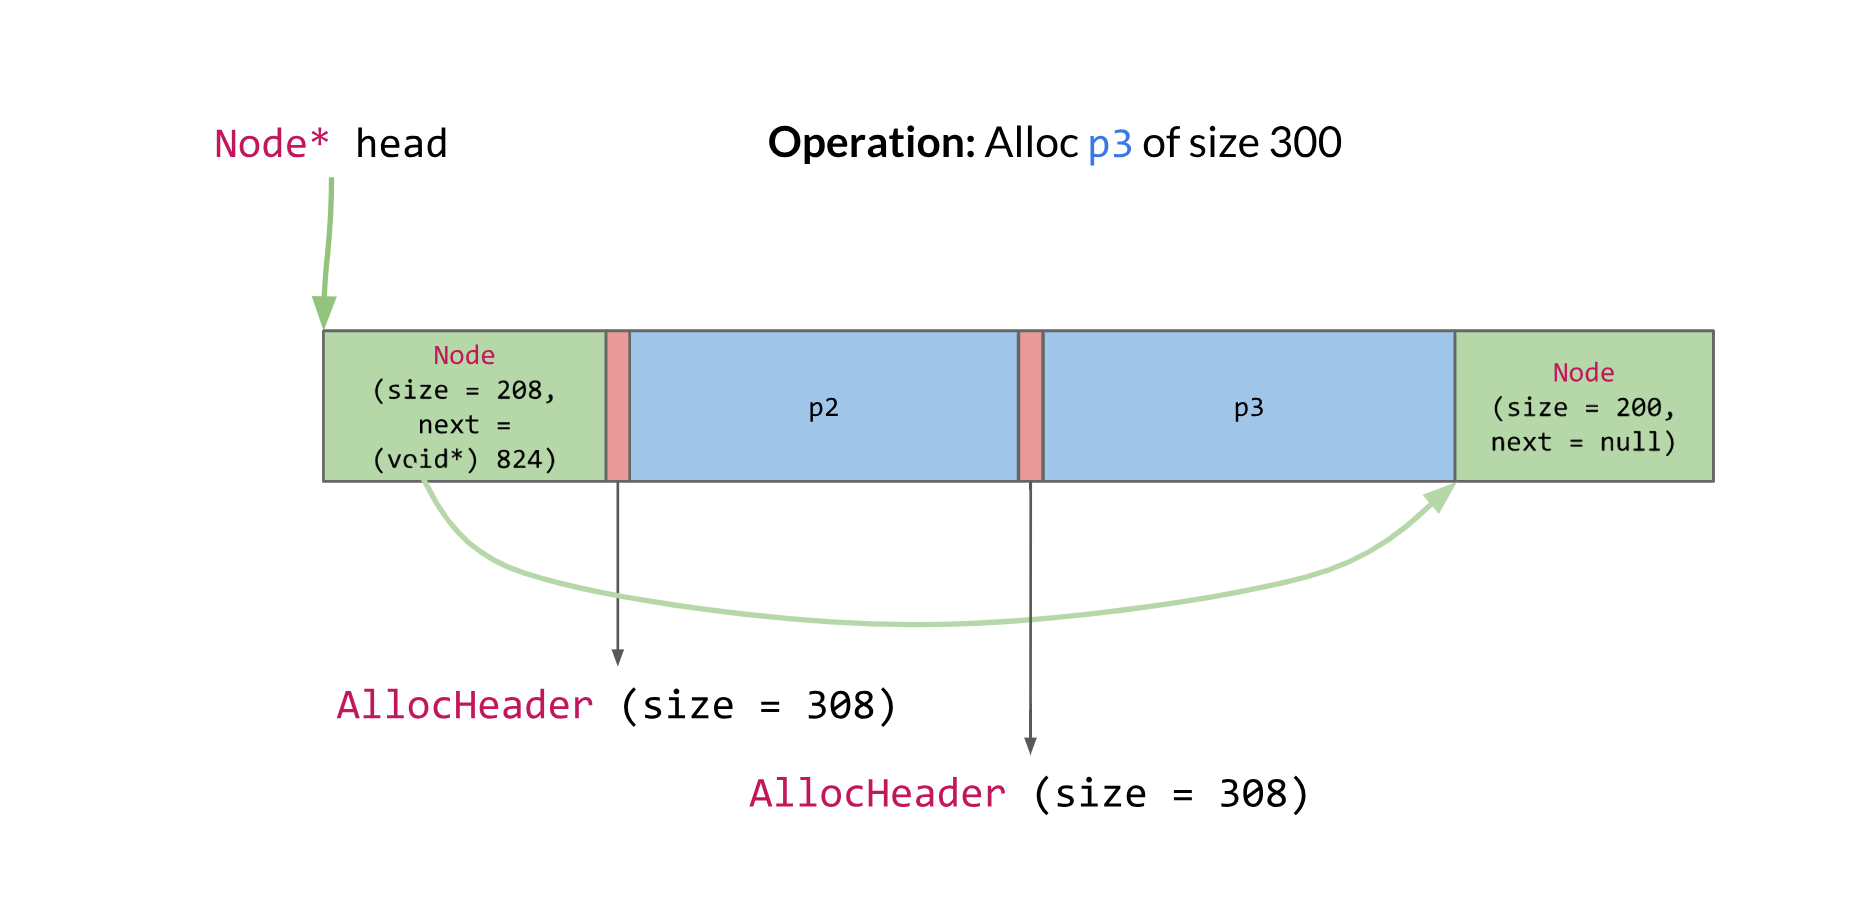 Node* head
Operation: Alloc p3 of size 300
Node
(size = 208,
next =
(void*) 824)
p2
p3
Node
(size = 200,
next = null)
AllocHeader (size = 308)
AllocHeader (size = 308)